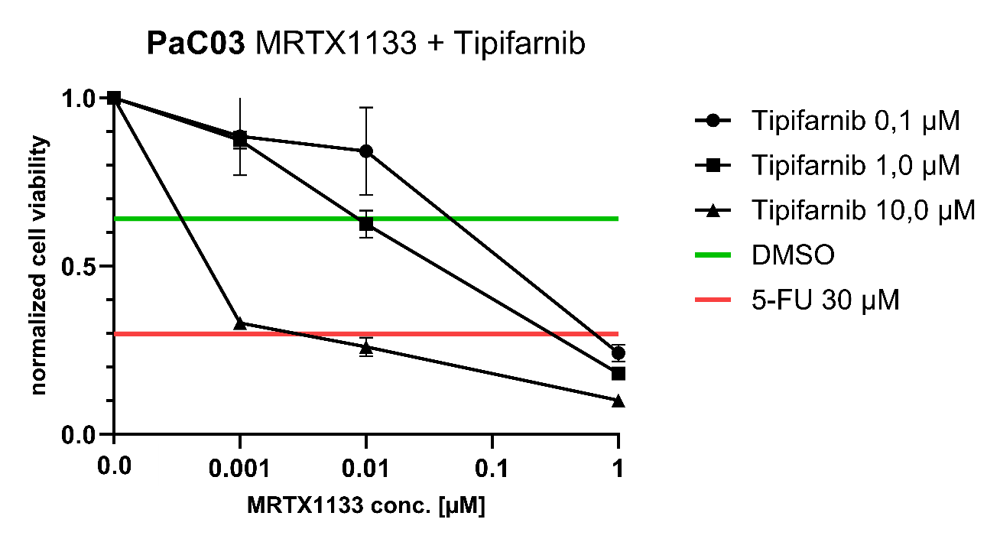 PaC03 MRTX1133 + Tipifarnib
normalized cell viability
1.0
0.5
0.0
0.0 0.001 0.01 0.1 1
MRTX1133 conc. [µM]
Tipifarnib 0,1 µM
Tipifarnib 1,0 µM
Tipifarnib 10,0 µM
DMSO
5-FU 30 µM